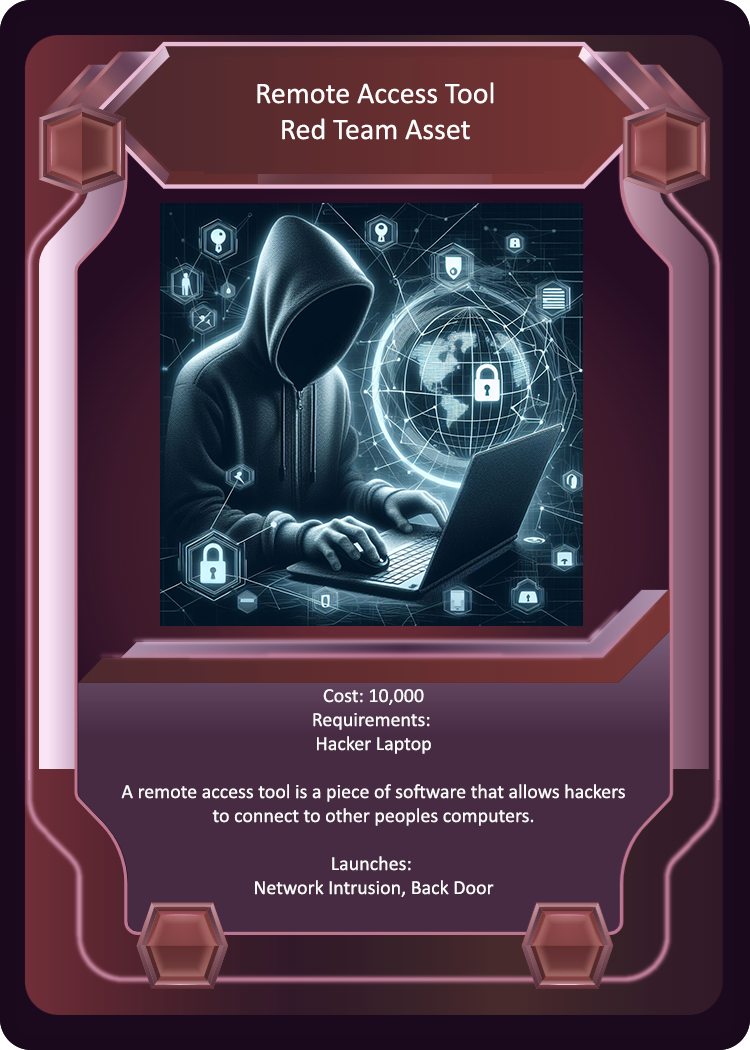 Remote Access Tool
Red Team Asset
Cost: 10,000
Requirements:
Hacker Laptop
A remote access tool is a piece of software that allows hackers
to connect to other peoples computers.
Launches:
Network Intrusion, Back Door